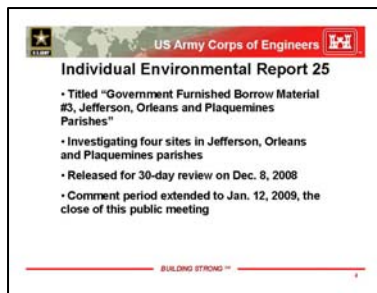 US Army Corps of Engineers
Individual Environmental Report 25
• Titled “Government Furnished Borrow Material
#3, Jefferson, Orleans and Plaquemines
Parishes”
• Investigating four sites in Jefferson, Orleans
and Plaquemines parishes
• Released for 30-day review on Dec. 8, 2008
• Comment period extended to Jan. 12, 2009, the
close of this public meeting
BUILDING STRONG